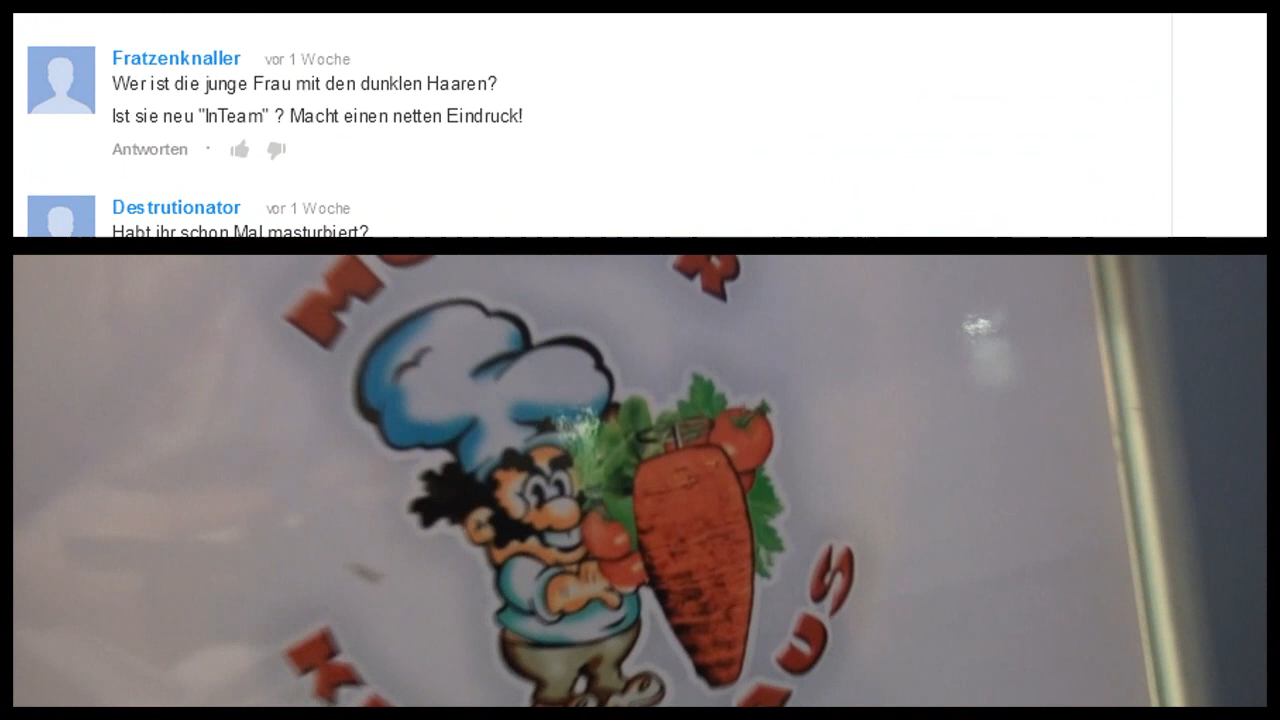 Fratzenknaller vor 1 Woche
Wer ist die junge Frau mit den dunklen Haaren?
Ist sie neu "InTeam" ? Macht einen netten Eindruck!
Antworten
Destrutionator vor 1 Woche
Habt ihr schon Mal masturbiert?